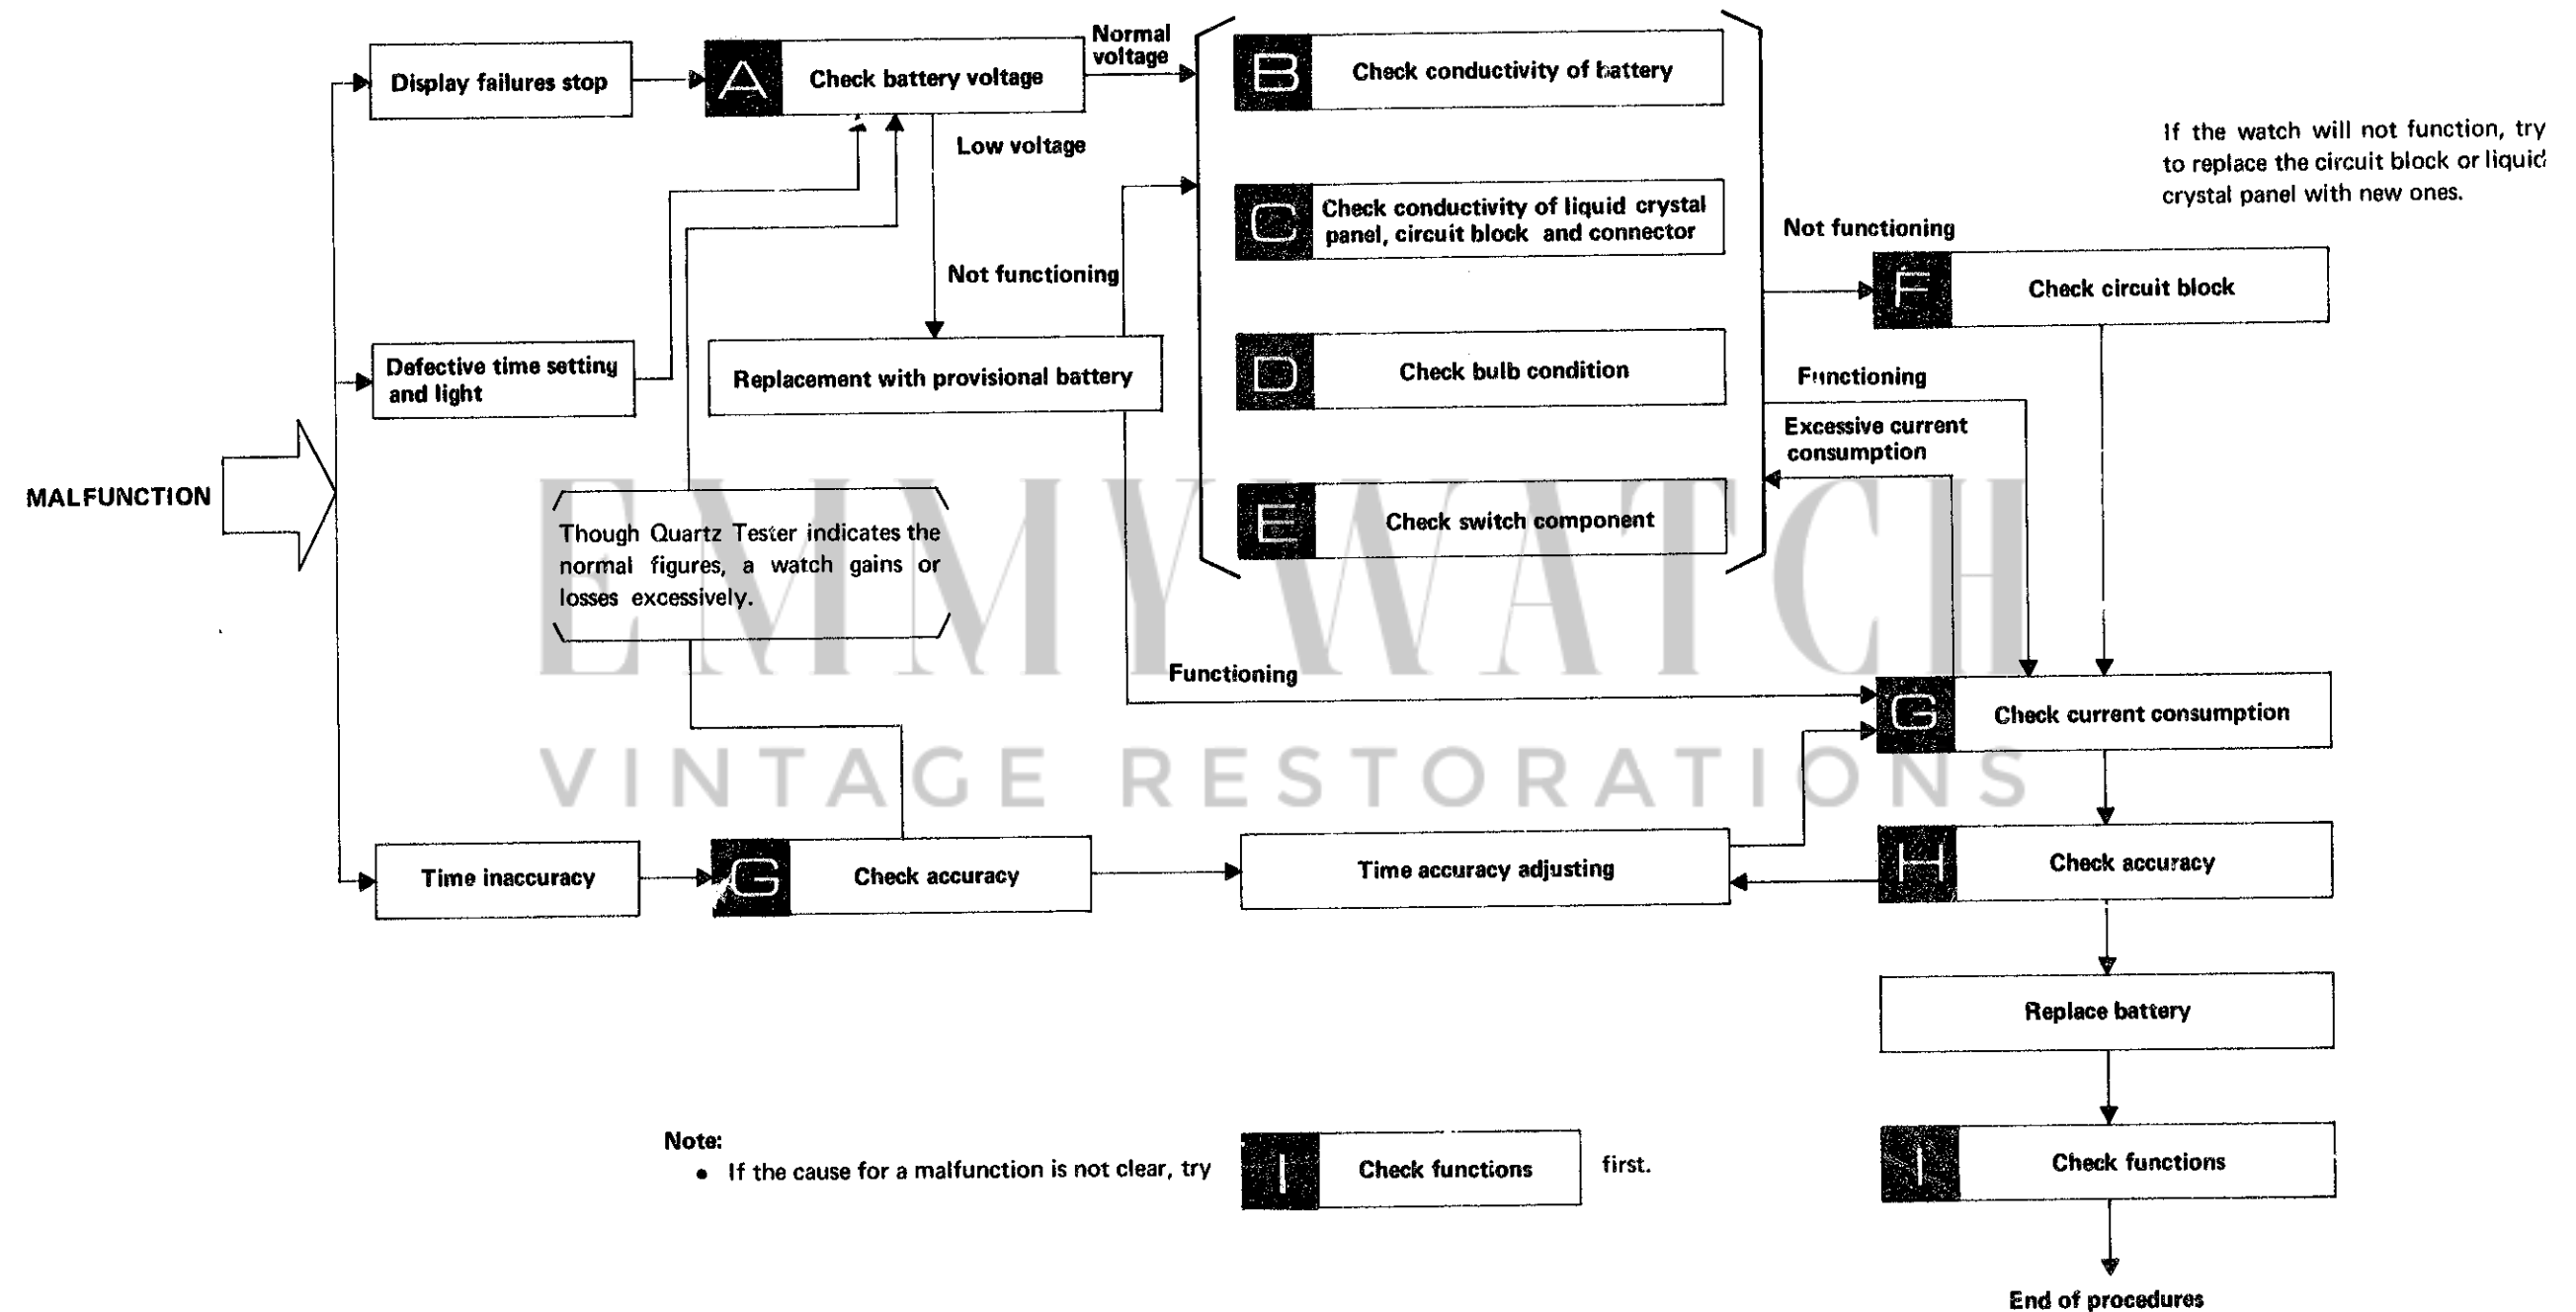 Display failures stop
A
Check battery voltage
Normal
voltage
Low voltage
B
Check conductivity of battery
C
Check conductivity of liquid crystal
panel, circuit block and connector
D
Check bulb condition
E
Check switch component
If the watch will not function, try
to replace the circuit block or liquid
crystal panel with new ones.
Not functioning
F
Check circuit block
Not functioning
Replacement with provisional battery
Defective time setting
and light
Functioning
Excessive current
consumption
MALFUNCTION
Though Quartz Tester indicates the
normal figures, a watch gains or
losses excessively.
EMMYWATCH
VINTAGE RESTORATIONS
Functioning
G
Check current consumption
Time inaccuracy
G
Check accuracy
Time accuracy adjusting
H
Check accuracy
Replace battery
Note:
• If the cause for a malfunction is not clear, try
I
Check functions
first.
I
Check functions
End of procedures